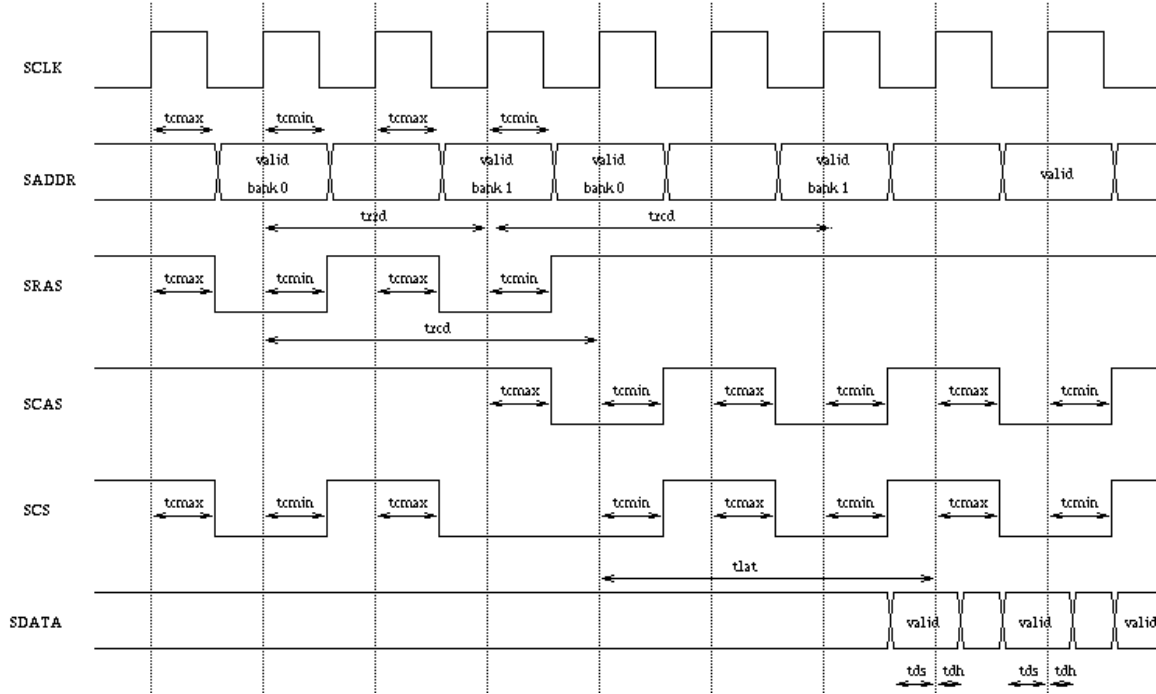 SCLK
tcmax tcmin tcmax tcmin
SADDR
valid valid valid valid
bank 0 bank 1 bank 0 bank 1
valid
trrd trcd
SRAS
tcmax tcmin tcmax tcmin
trcd
SCAS
tcmax tcmin tcmax tcmin tcmax tcmin
SCS
tcmax tcmin tcmax tcmin tcmax tcmin tcmax tcmin
tlat
SDATA
valid valid valid
tds tdh tds tdh